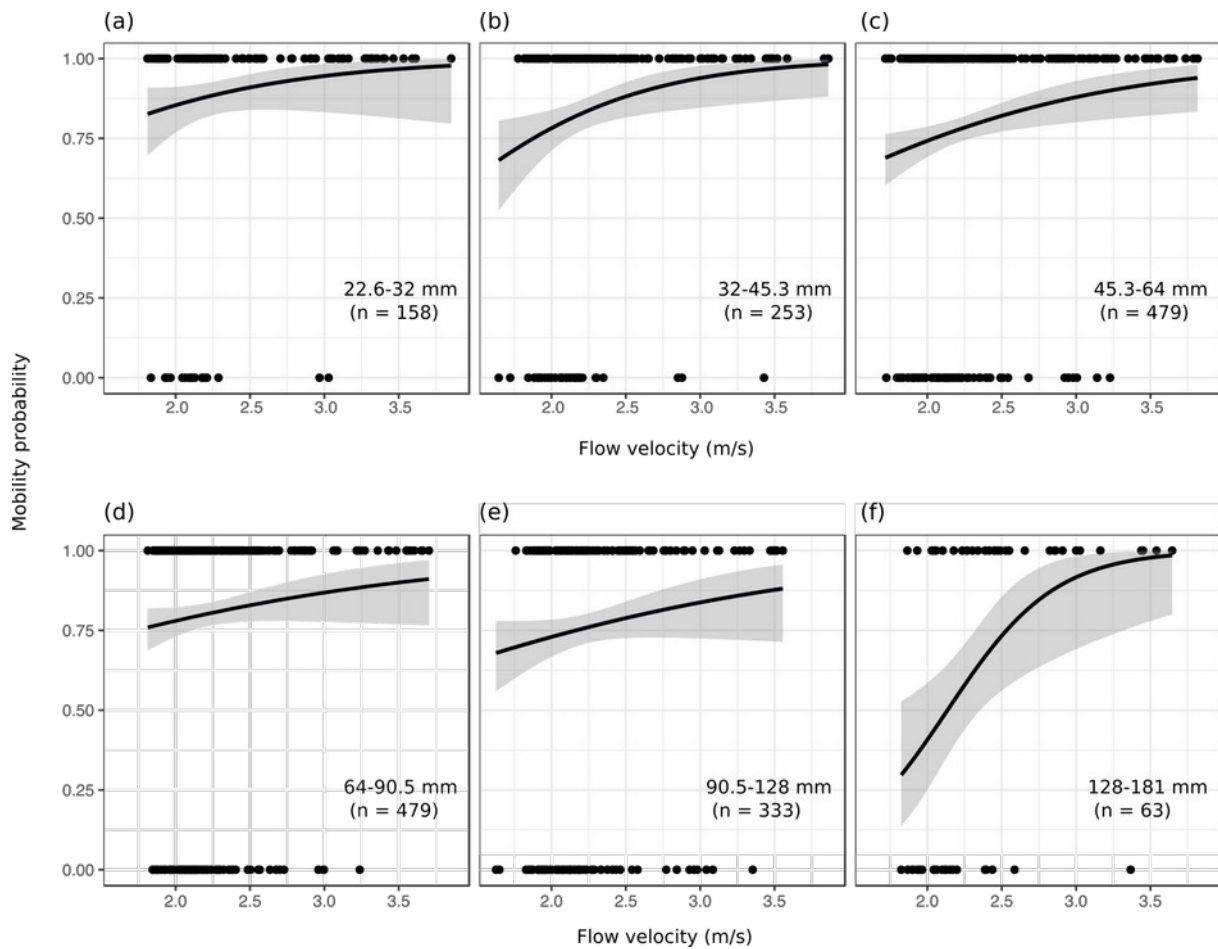 (a)
(b)
(c)
1.00
0.75
0.50
0.25
0.00
22.6-32 mm
(n = 158)
32-45.3 mm
(n = 253)
45.3-64 mm
(n = 479)
2.0 2.5 3.0 3.5
2.0 2.5 3.0 3.5
2.0 2.5 3.0 3.5
Flow velocity (m/s)
Mobility probability
(d)
(e)
(f)
1.00
0.75
0.50
0.25
0.00
64-90.5 mm
(n = 479)
90.5-128 mm
(n = 333)
128-181 mm
(n = 63)
2.0 2.5 3.0 3.5
2.0 2.5 3.0 3.5
2.0 2.5 3.0 3.5
Flow velocity (m/s)